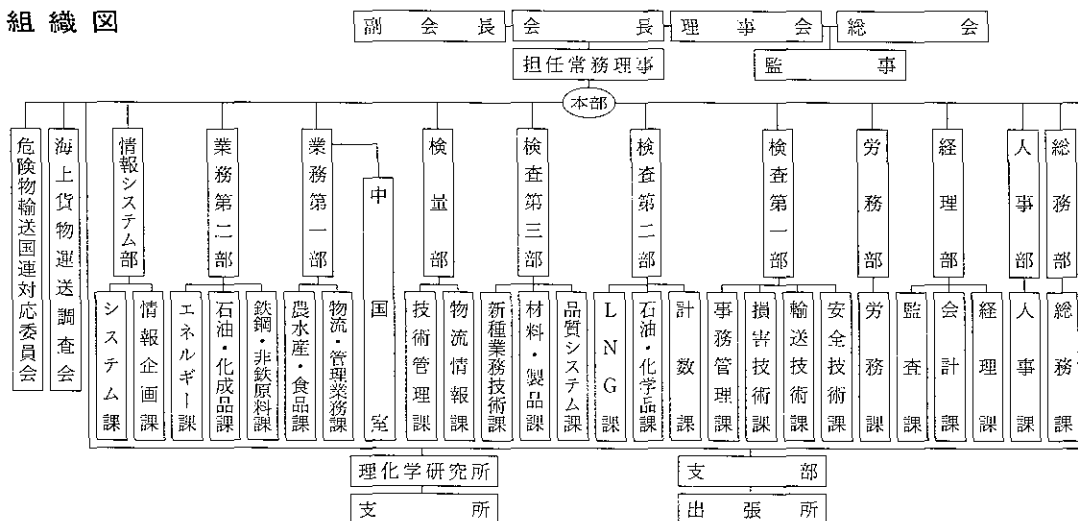 組織図
副会長
会長
理事会
総会
担任常務理事
監事
本部
危険物輸送国連対応委員会
海上貨物運送調査会
情報システム部
業務第二部
業務第一部
中国室
検量部
検査第三部
検査第二部
検査第一部
労務部
経理部
人事部
総務部
システム課
情報企画課
エネルギー課
石油・化成品課
鉄鋼・非鉄原料課
農水産・食品課
物流・管理業務課
技術管理課
物流情報課
新種業務技術課
材料・製品課
品質システム課
LNG課
石油・化学品課
計数課
事務管理課
損害技術課
輸送技術課
安全技術課
労務課
監査課
会計課
経理課
人事課
総務課
理化学研究所
支部
支所
出張所